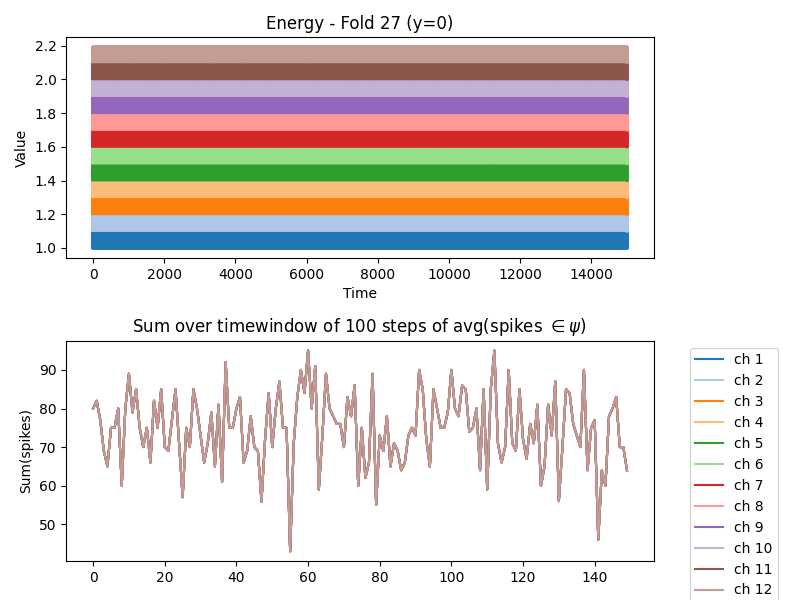 Energy - Fold 27 (y=0)
Value
2.2
2.0
1.8
1.6
1.4
1.2
1.0
0 2000 4000 6000 8000 10000 12000 14000
Time
Sum over timewindow of 100 steps of avg(spikes ∈ψ)
Sum(spikes)
90
80
70
60
50
0 20 40 60 80 100 120 140
ch 1
ch 2
ch 3
ch 4
ch 5
ch 6
ch 7
ch 8
ch 9
ch 10
ch 11
ch 12